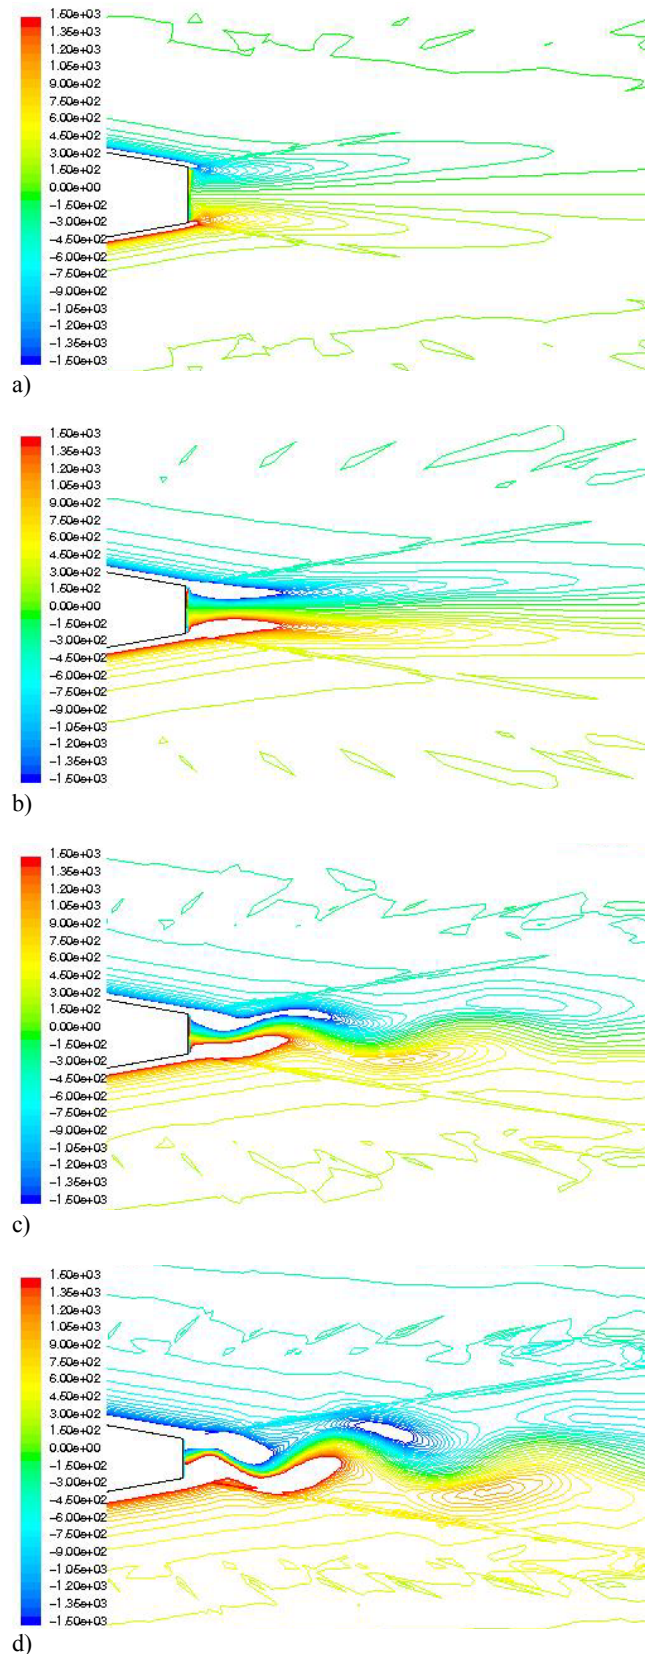 1.50e+03
1.35e+03
1.20e+03
1.05e+03
9.00e+02
7.50e+02
6.00e+02
4.50e+02
3.00e+02
1.50e+02
0.00e+00
-1.50e+02
-3.00e+02
-4.50e+02
-6.00e+02
-7.50e+02
-9.00e+02
-1.05e+03
-1.20e+03
-1.35e+03
-1.50e+03
a)
1.50e+03
1.35e+03
1.20e+03
1.05e+03
9.00e+02
7.50e+02
6.00e+02
4.50e+02
3.00e+02
1.50e+02
0.00e+00
-1.50e+02
-3.00e+02
-4.50e+02
-6.00e+02
-7.50e+02
-9.00e+02
-1.05e+03
-1.20e+03
-1.35e+03
-1.50e+03
b)
1.50e+03
1.35e+03
1.20e+03
1.05e+03
9.00e+02
7.50e+02
6.00e+02
4.50e+02
3.00e+02
1.50e+02
0.00e+00
-1.50e+02
-3.00e+02
-4.50e+02
-6.00e+02
-7.50e+02
-9.00e+02
-1.05e+03
-1.20e+03
-1.35e+03
-1.50e+03
c)
1.50e+03
1.35e+03
1.20e+03
1.05e+03
9.00e+02
7.50e+02
6.00e+02
4.50e+02
3.00e+02
1.50e+02
0.00e+00
-1.50e+02
-3.00e+02
-4.50e+02
-6.00e+02
-7.50e+02
-9.00e+02
-1.05e+03
-1.20e+03
-1.35e+03
-1.50e+03
d)